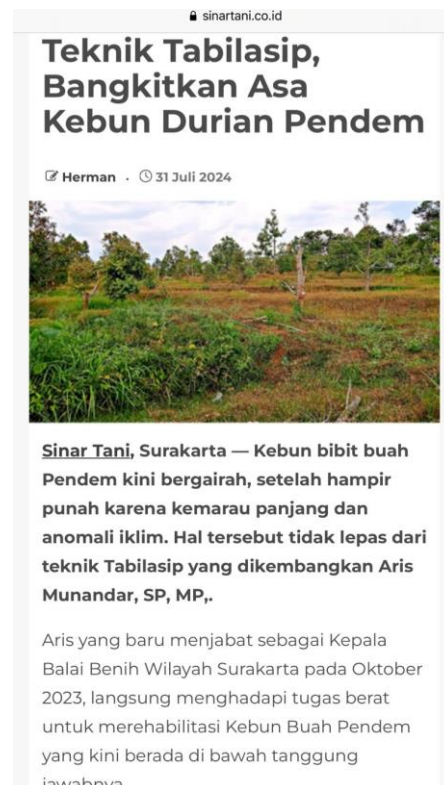 sinartani.co.id
Teknik Tabilasip,
Bangkitkan Asa
Kebun Durian Pendem
Herman · 31 Juli 2024
Sinar Tani, Surakarta — Kebun bibit buah
Pendem kini bergairah, setelah hampir
punah karena kemarau panjang dan
anomali iklim. Hal tersebut tidak lepas dari
teknik Tabilasip yang dikembangkan Aris
Munandar, SP, MP,.
Aris yang baru menjabat sebagai Kepala
Balai Benih Wilayah Surakarta pada Oktober
2023, langsung menghadapi tugas berat
untuk merehabilitasi Kebun Buah Pendem
yang kini berada di bawah tanggung
jawabnya